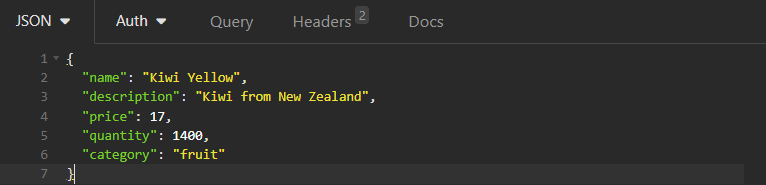 JSON Auth Query Headers 2 Docs
1 {
2 "name": "Kiwi Yellow",
3 "description": "Kiwi from New Zealand",
4 "price": 17,
5 "quantity": 1400,
6 "category": "fruit"
7 }